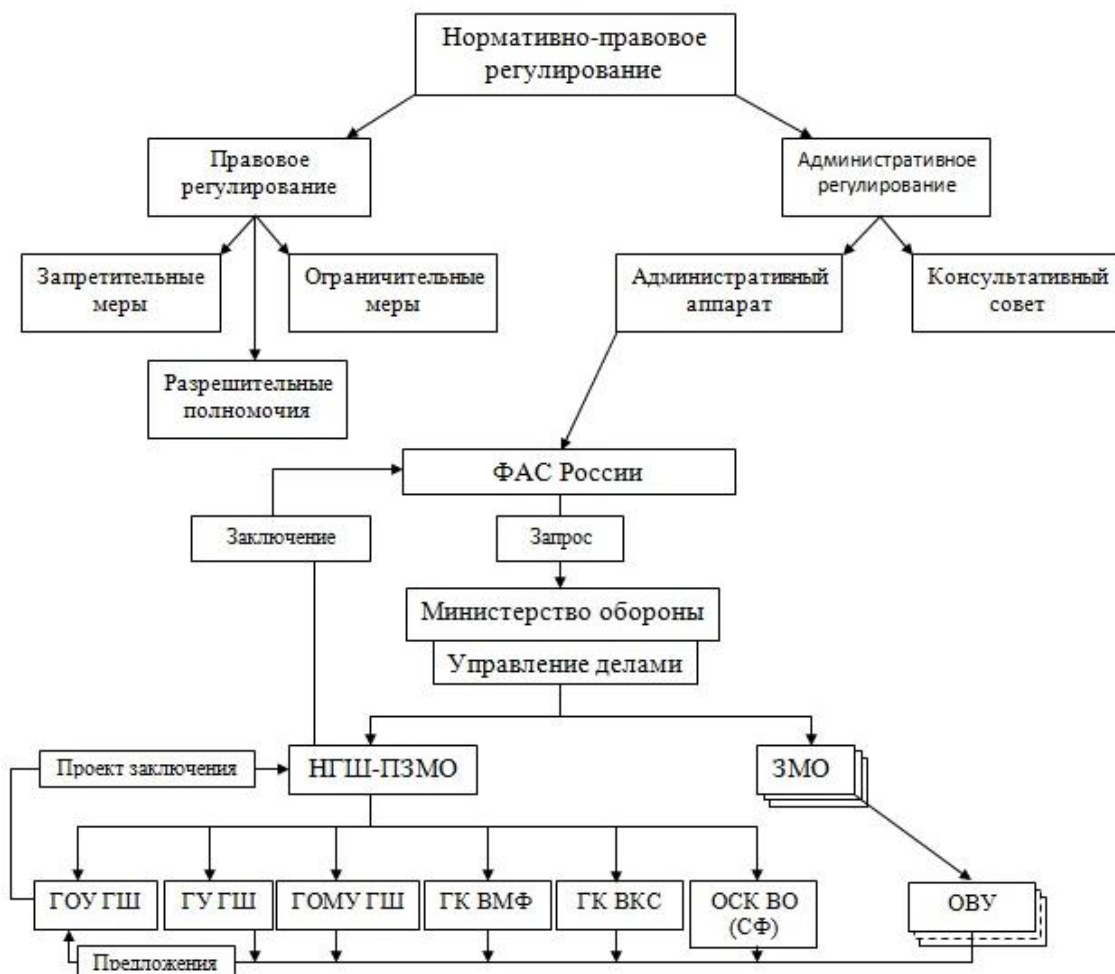 Нормативно-правовое
регулирование
Правовое
регулирование
Административное
регулирование
Запретительные
меры
Ограничительные
меры
Административный
аппарат
Консультативный
совет
Разрешительные
полномочия
ФАС России
Заключение
Запрос
Министерство обороны
Управление делами
Проект заключения
НГШ-ПЗМО
ЗМО
ГОУ ГШ
ГУ ГШ
ГОМУ ГШ
ГК ВМФ
ГК ВКС
ОСК ВО
(СФ)
ОВУ
Предложения